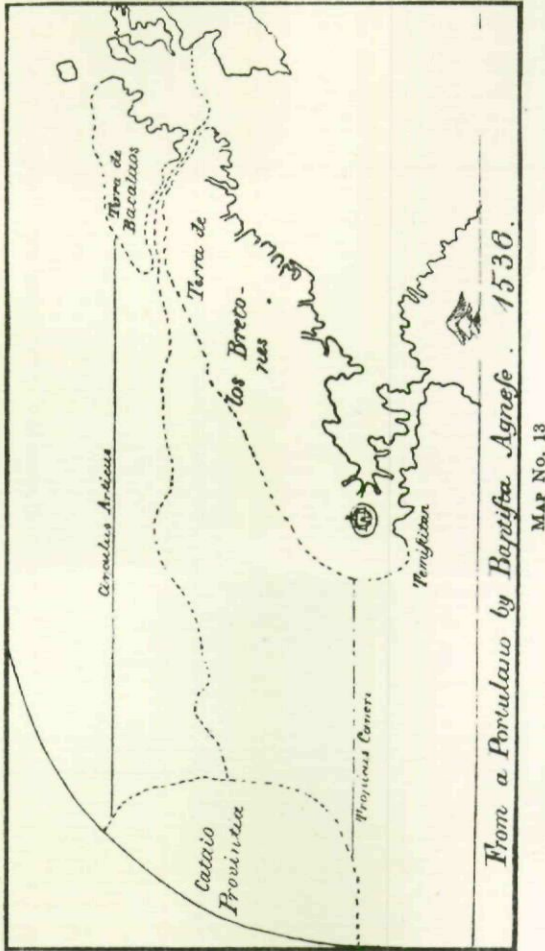 Terra de
Bacalaos
Circulus Articus
Terra de
los Breto-
nes
Cataio
Provintia
Tropicus Cancri
Temiſtitan
From a Portulano by Baptiſta Agneſe. 1536.
MAP No. 13